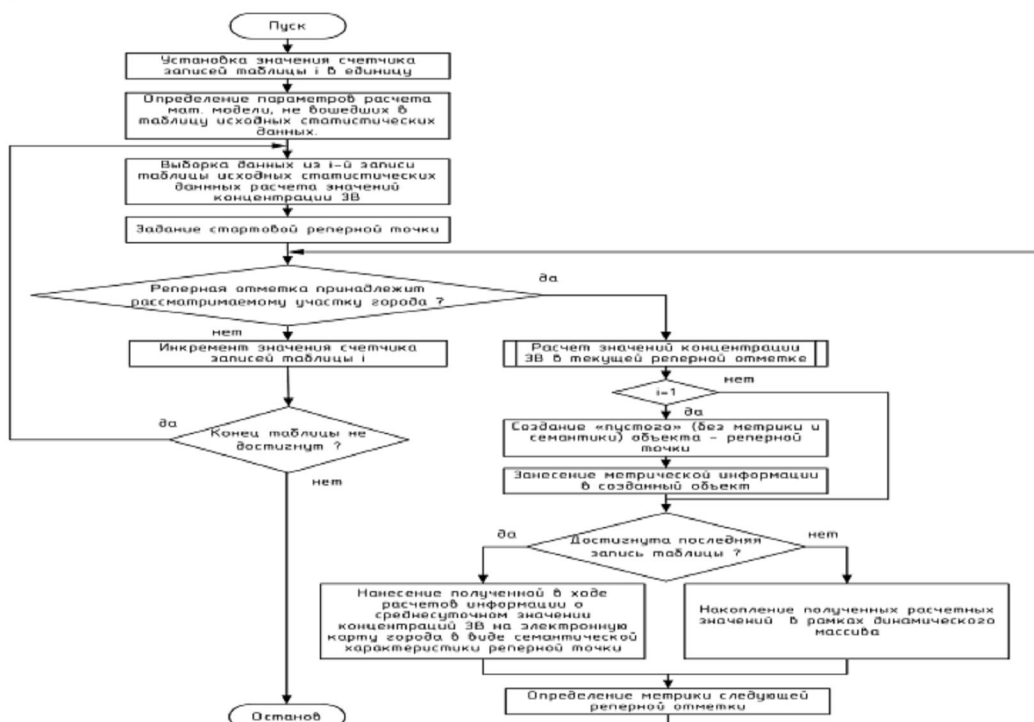 Пуск
Установка значения счетчика
записей таблицы i в единицу
Определение параметров расчета
мат. модели, не вошедших в
таблицу исходных статистических
данных.
Выборка данных из i-й записи
таблицы исходных статистических
даннных расчета значений
концентрации ЗВ
Задание стартовой реперной точки
Реперная отметка принадлежит
рассматримаемому участку города ?
да
нет
Инкремент значения счетчика
записей таблицы i
Расчет значений концентрации
ЗВ в текущей реперной отметке
i=1
нет
да
Создание «пустого» (без метрики и
семантики) объекта – реперной
точки
Занесение метрической информации
в созданный объект
да
Конец таблицы не
достигнут ?
нет
да
Достигнута последняя
запись таблицы ?
нет
Нанесение полученной в ходе
расчетов информации о
среднесуточном значении
концентраций ЗВ на электронную
карту города в виде семантической
характеристики реперной точки
Накопление полученных расчетных
значений в рамках динамического
массива
Определение метрики следующей
реперной отметки
Останов